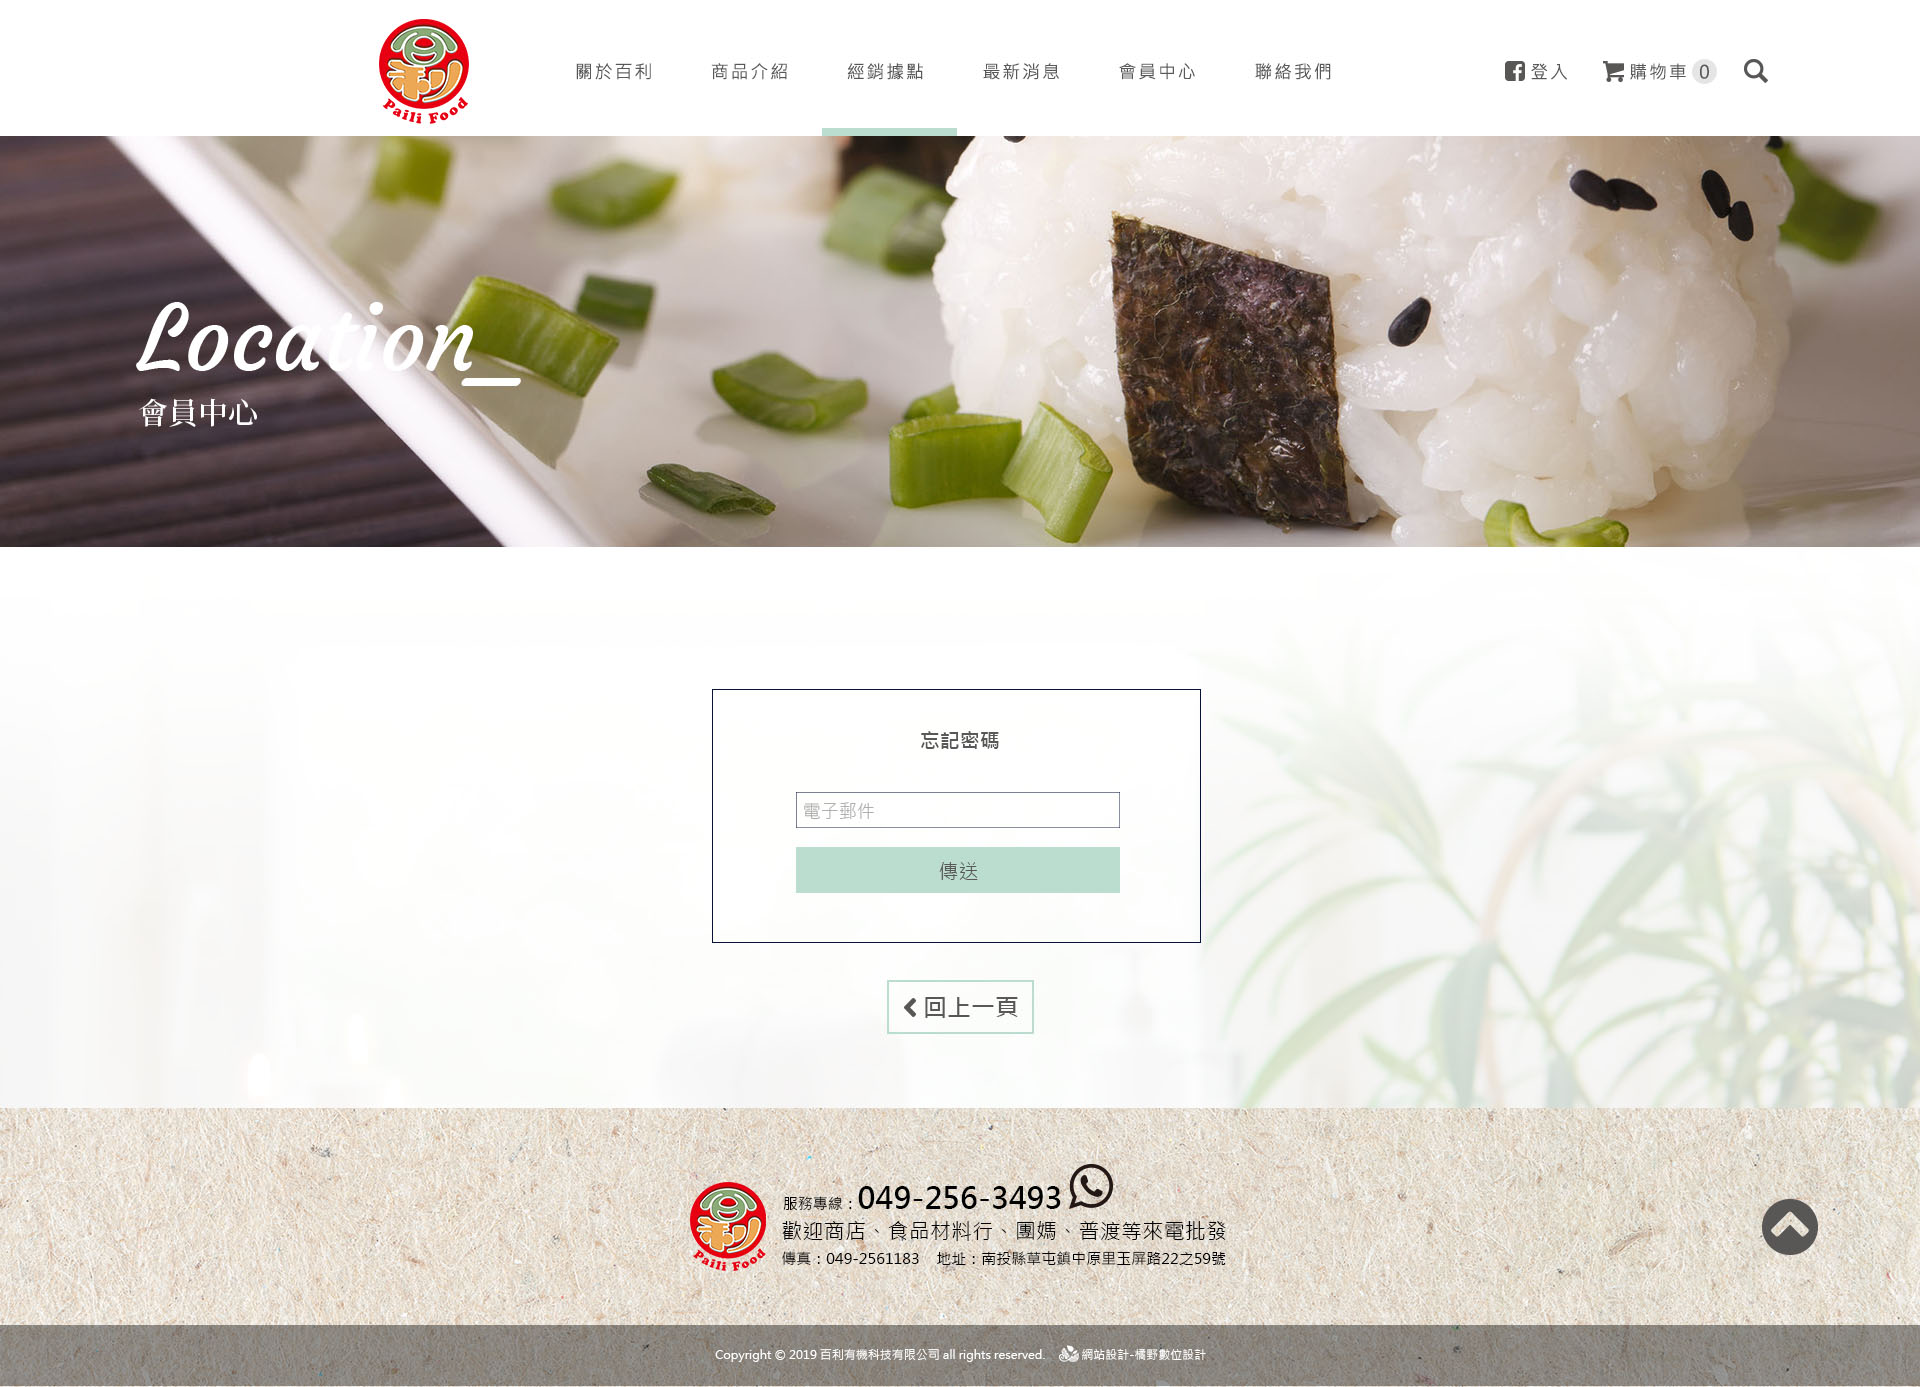 Paili Food
關於百利
商品介紹
經銷據點
最新消息
會員中心
聯絡我們
登入
購物車 0
Location_
會員中心
忘記密碼
電子郵件
傳送
回上一頁
Paili Food
服務專線：049-256-3493
歡迎商店、食品材料行、團媽、普渡等來電批發
傳真：049-2561183 地址：南投縣草屯鎮中原里玉屏路22之59號
Copyright © 2019 百利有機科技有限公司 all rights reserved. 網站設計-橘野數位設計